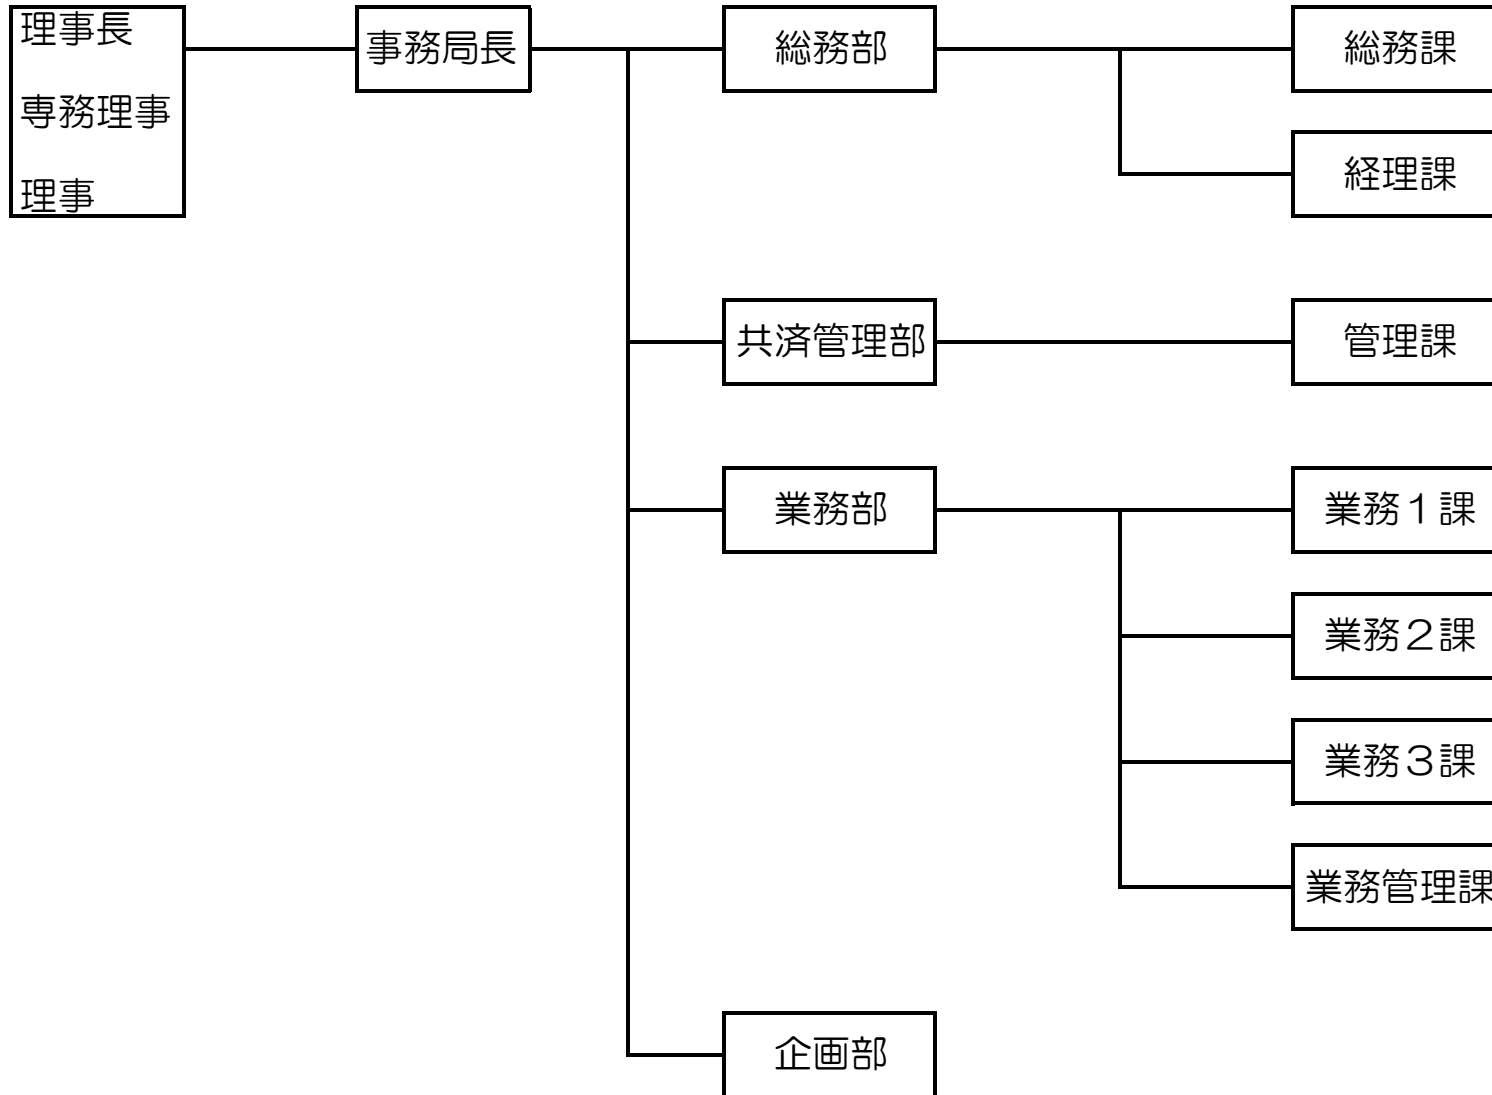 理事長
専務理事
理事
事務局長
総務部
総務課
経理課
共済管理部
管理課
業務部
業務１課
業務２課
業務３課
業務管理課
企画部